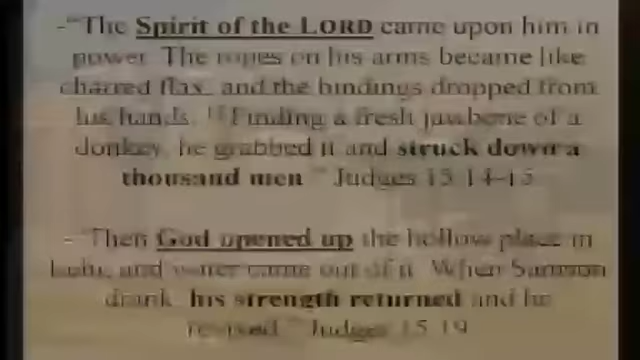 -"The Spirit of the LORD came upon him in
power. The ropes on his arms became like
charred flax, and the bindings dropped from
his hands. 15 Finding a fresh jawbone of a
donkey, he grabbed it and struck down a
thousand men." Judges 15:14-15
- "Then God opened up the hollow place in
Lehi, and water came out of it. When Samson
drank, his strength returned and he
revived." Judges 15:19